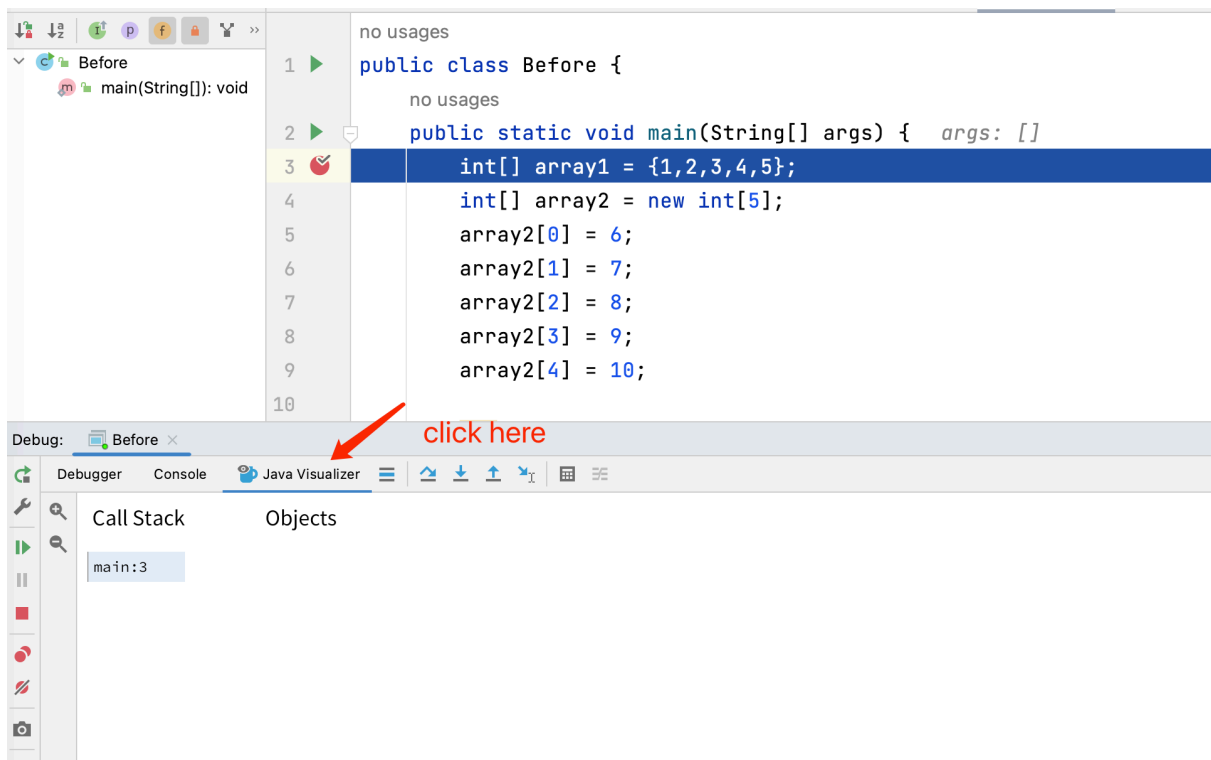 no usages
Before
1 public class Before {
main(String[]): void
no usages
2 public static void main(String[] args) { args: []
3 int[] array1 = {1,2,3,4,5};
4 int[] array2 = new int[5];
5 array2[0] = 6;
6 array2[1] = 7;
7 array2[2] = 8;
8 array2[3] = 9;
9 array2[4] = 10;
10
click here
Debug: Before
Debugger Console Java Visualizer
Call Stack Objects
main:3